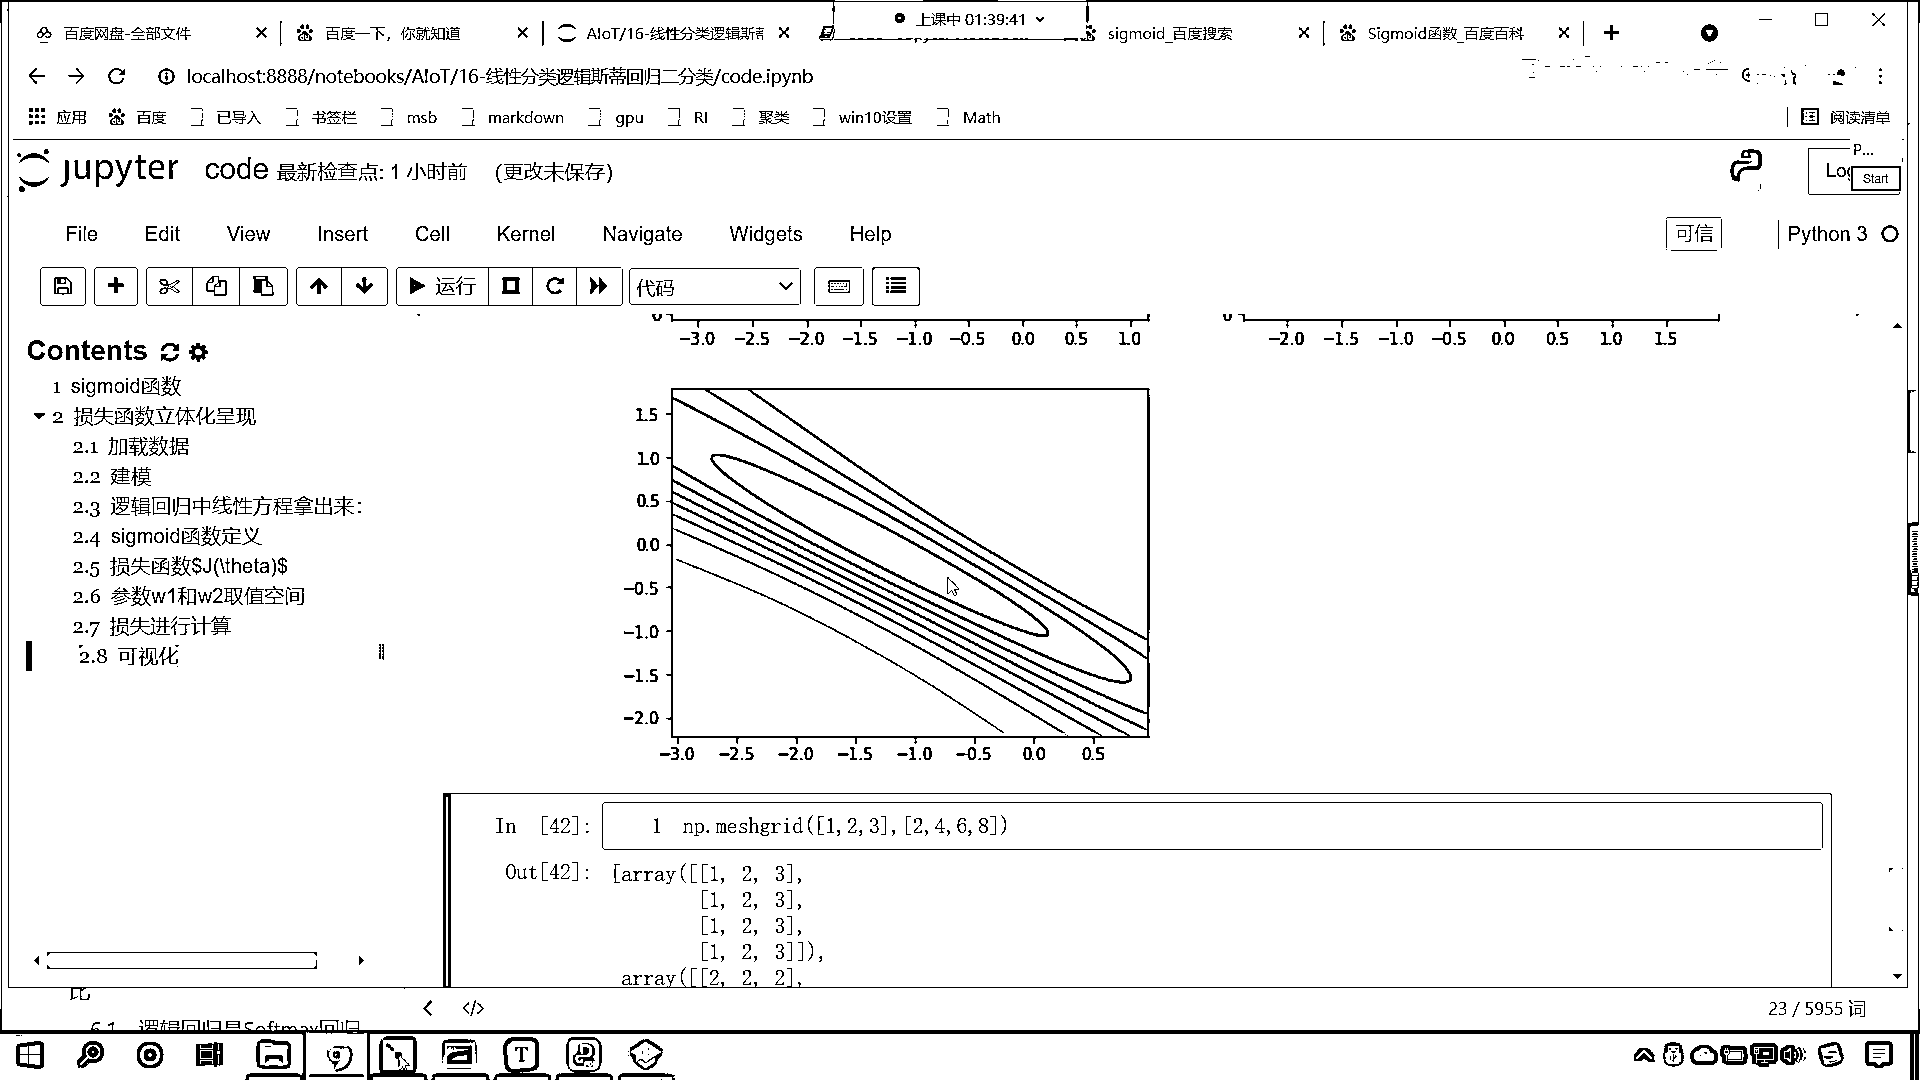 百度网盘-全部文件
百度一下，你就知道
AIoT/16-线性分类逻辑斯蒂
上课中 01:39:41
sigmoid_百度搜索
Sigmoid函数_百度百科
localhost:8888/notebooks/AIoT/16-线性分类逻辑斯蒂回归二分类/code.ipynb
应用 百度 已导入 书签栏 msb markdown gpu RI 聚类 win10设置 Math 阅读清单
jupyter code 最新检查点: 1 小时前 (更改未保存)
P...
Start
File Edit View Insert Cell Kernel Navigate Widgets Help 可信 Python 3
运行 代码
Contents
1 sigmoid函数
2 损失函数立体化呈现
2.1 加载数据
2.2 建模
2.3 逻辑回归中线性方程拿出来:
2.4 sigmoid函数定义
2.5 损失函数$J(\theta)$
2.6 参数w1和w2取值空间
2.7 损失进行计算
2.8 可视化
−3.0 −2.5 −2.0 −1.5 −1.0 −0.5 0.0 0.5 1.0
−2.0 −1.5 −1.0 −0.5 0.0 0.5 1.0 1.5
1.5
1.0
0.5
0.0
−0.5
−1.0
−1.5
−2.0
−3.0 −2.5 −2.0 −1.5 −1.0 −0.5 0.0 0.5
In [42]: 1 np.meshgrid([1,2,3],[2,4,6,8])
Out[42]: [array([[1, 2, 3],
[1, 2, 3],
[1, 2, 3],
[1, 2, 3]]),
array([[2, 2, 2],
23 / 5955 词
6.1 逻辑回归是Softmax回归